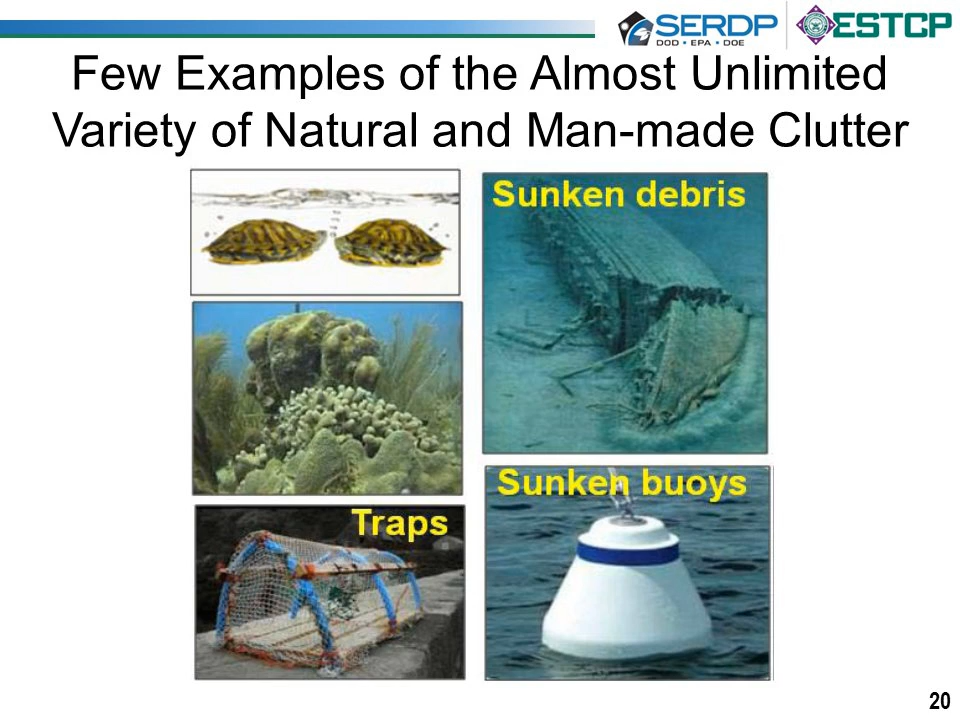 SERDP
DOD • EPA • DOE
ESTCP
Few Examples of the Almost Unlimited
Variety of Natural and Man-made Clutter
Sunken debris
Sunken buoys
Traps
20